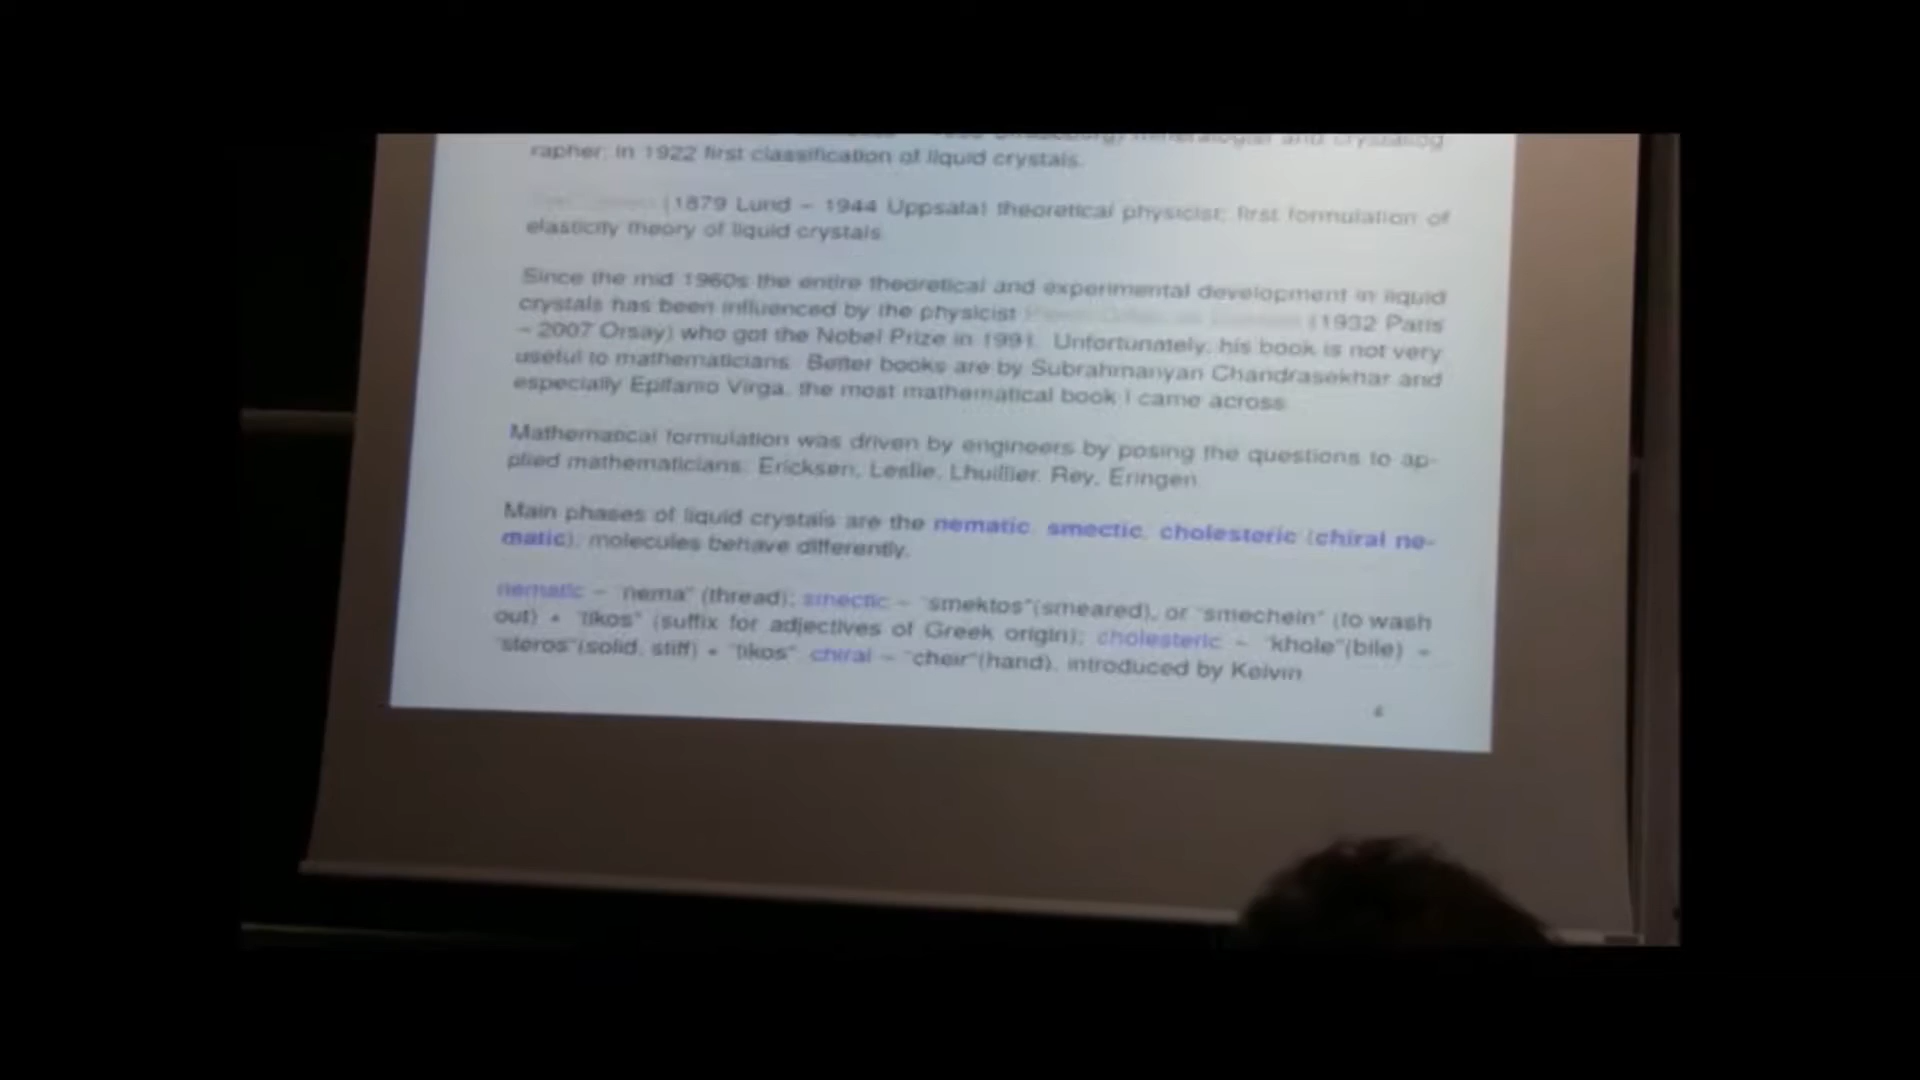 rapher; in 1922 first classification of liquid crystals.
(1879 Lund – 1944 Uppsala) theoretical physicist; first formulation of
elasticity theory of liquid crystals.
Since the mid 1960s the entire theoretical and experimental development in liquid
crystals has been influenced by the physicist (1932 Paris
– 2007 Orsay) who got the Nobel Prize in 1991. Unfortunately, his book is not very
useful to mathematicians. Better books are by Subrahmanyan Chandrasekhar and
especially Epifanio Virga, the most mathematical book I came across.
Mathematical formulation was driven by engineers by posing the questions to ap-
plied mathematicians: Ericksen, Leslie, Lhuillier, Rey, Eringen.
Main phases of liquid crystals are the nematic, smectic, cholesteric (chiral ne-
matic); molecules behave differently.
nematic – "nema" (thread); smectic – "smektos"(smeared), or "smechein" (to wash
out) + "tikos" (suffix for adjectives of Greek origin); cholesteric – "khole"(bile) +
"steros"(solid, stiff) + "tikos"; chiral – "cheir"(hand), introduced by Kelvin.